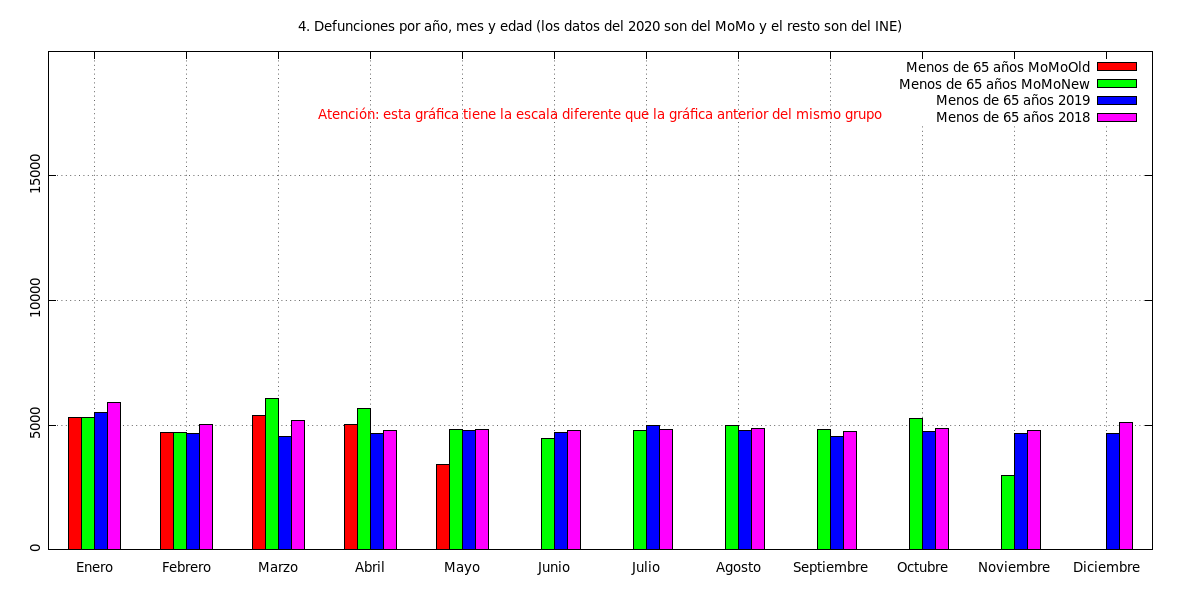 4. Defunciones por año, mes y edad (los datos del 2020 son del MoMo y el resto son del INE)
Menos de 65 años MoMoOld
Menos de 65 años MoMoNew
Menos de 65 años 2019
Menos de 65 años 2018
Atención: esta gráfica tiene la escala diferente que la gráfica anterior del mismo grupo
15000
10000
5000
0
Enero Febrero Marzo Abril Mayo Junio Julio Agosto Septiembre Octubre Noviembre Diciembre